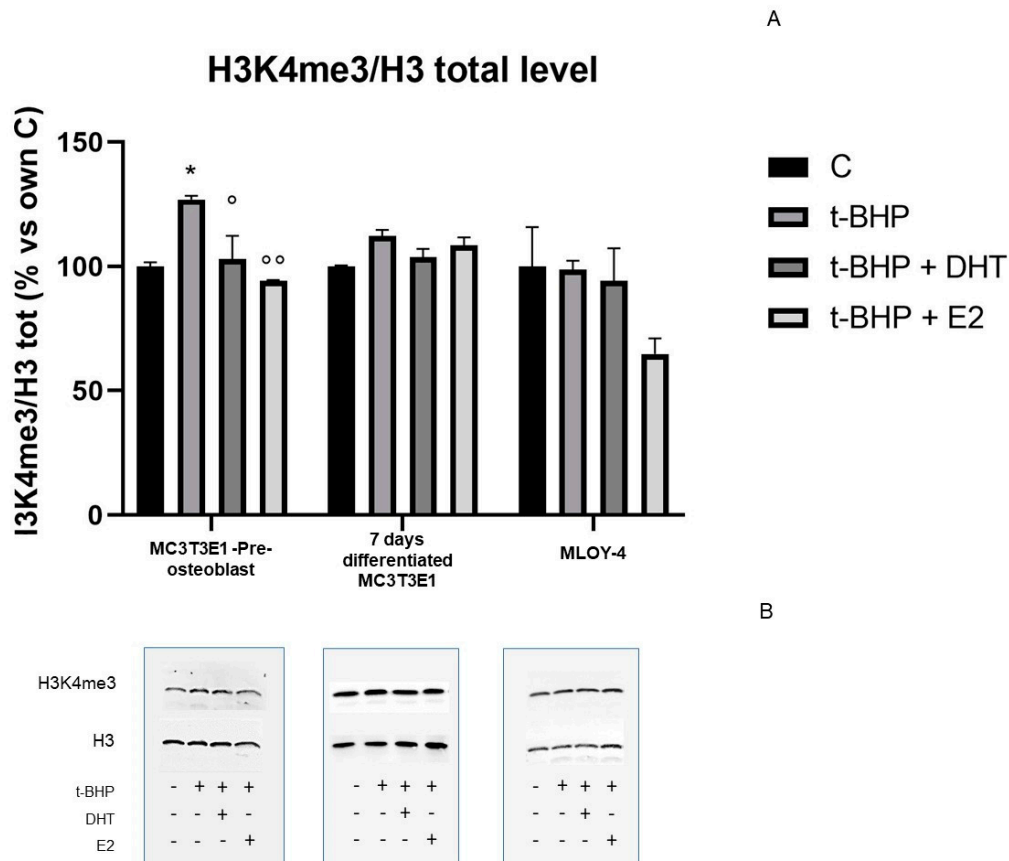 A
H3K4me3/H3 total level
I3K4me3/H3 tot (% vs own C)
150
100
50
0
*
°
°°
C
t-BHP
t-BHP + DHT
t-BHP + E2
MC3T3E1 -Pre-
osteoblast
7 days
differentiated
MC3T3E1
MLOY-4
B
H3K4me3
H3
t-BHP - + + + - + + + - + + +
DHT - - + - - - + - - - + -
E2 - - - + - - - + - - - +